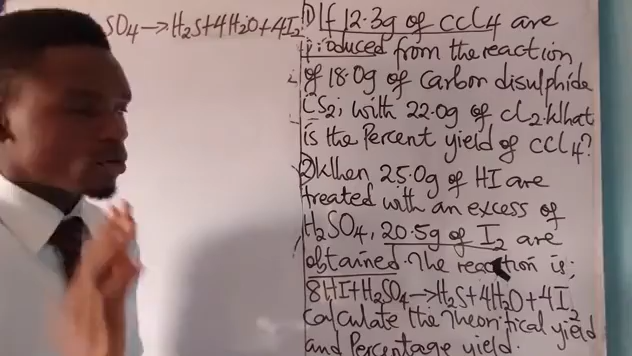 SO4→H2S+4H2O+4I2
1) If 12.3g of CCl4 are
produced from the reaction
of 18.0g of Carbon disulphide
CS2; with 22.0g of Cl2. What
is the Percent yield of CCl4?
2) When 25.0g of HI are
treated with an excess of
H2SO4, 20.5g of I2 are
obtained. The reaction is;
8HI+H2SO4→H2S+4H2O+4I2
Calculate the Theoritical yield
and Percentage yield.